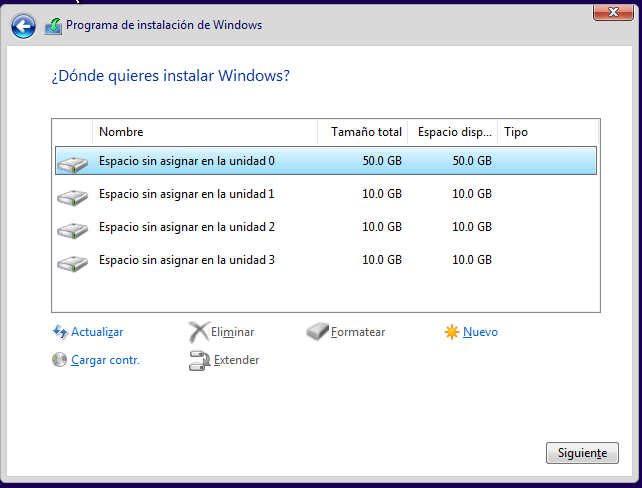 Programa de instalación de Windows
¿Dónde quieres instalar Windows?
Nombre Tamaño total Espacio disp... Tipo
Espacio sin asignar en la unidad 0 50.0 GB 50.0 GB
Espacio sin asignar en la unidad 1 10.0 GB 10.0 GB
Espacio sin asignar en la unidad 2 10.0 GB 10.0 GB
Espacio sin asignar en la unidad 3 10.0 GB 10.0 GB
Actualizar Eliminar Formatear Nuevo
Cargar contr. Extender
Siguiente